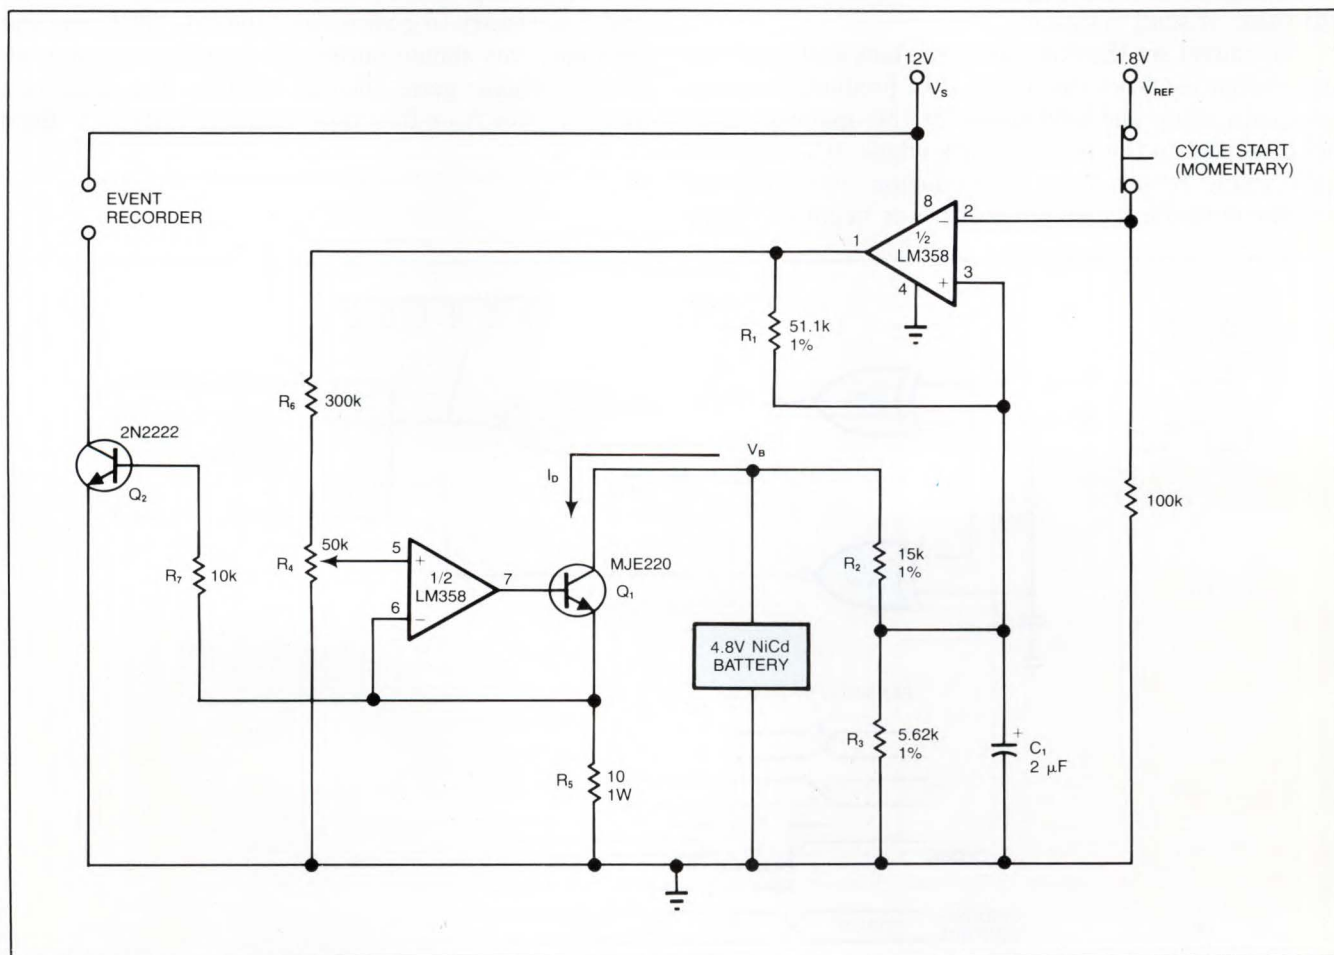 12V
VS
1.8V
VREF
CYCLE START
(MOMENTARY)
EVENT
RECORDER
8
2
−
1
½
LM358
3
+
4
R1
51.1k
1%
R6
300k
2N2222
Q2
ID
VB
100k
50k
R4
5
+
1/2
LM358
7
6
−
MJE220
Q1
R2
15k
1%
R7
10k
4.8V NiCd
BATTERY
R3
5.62k
1%
+
C1
2 µF
R5
10
1W